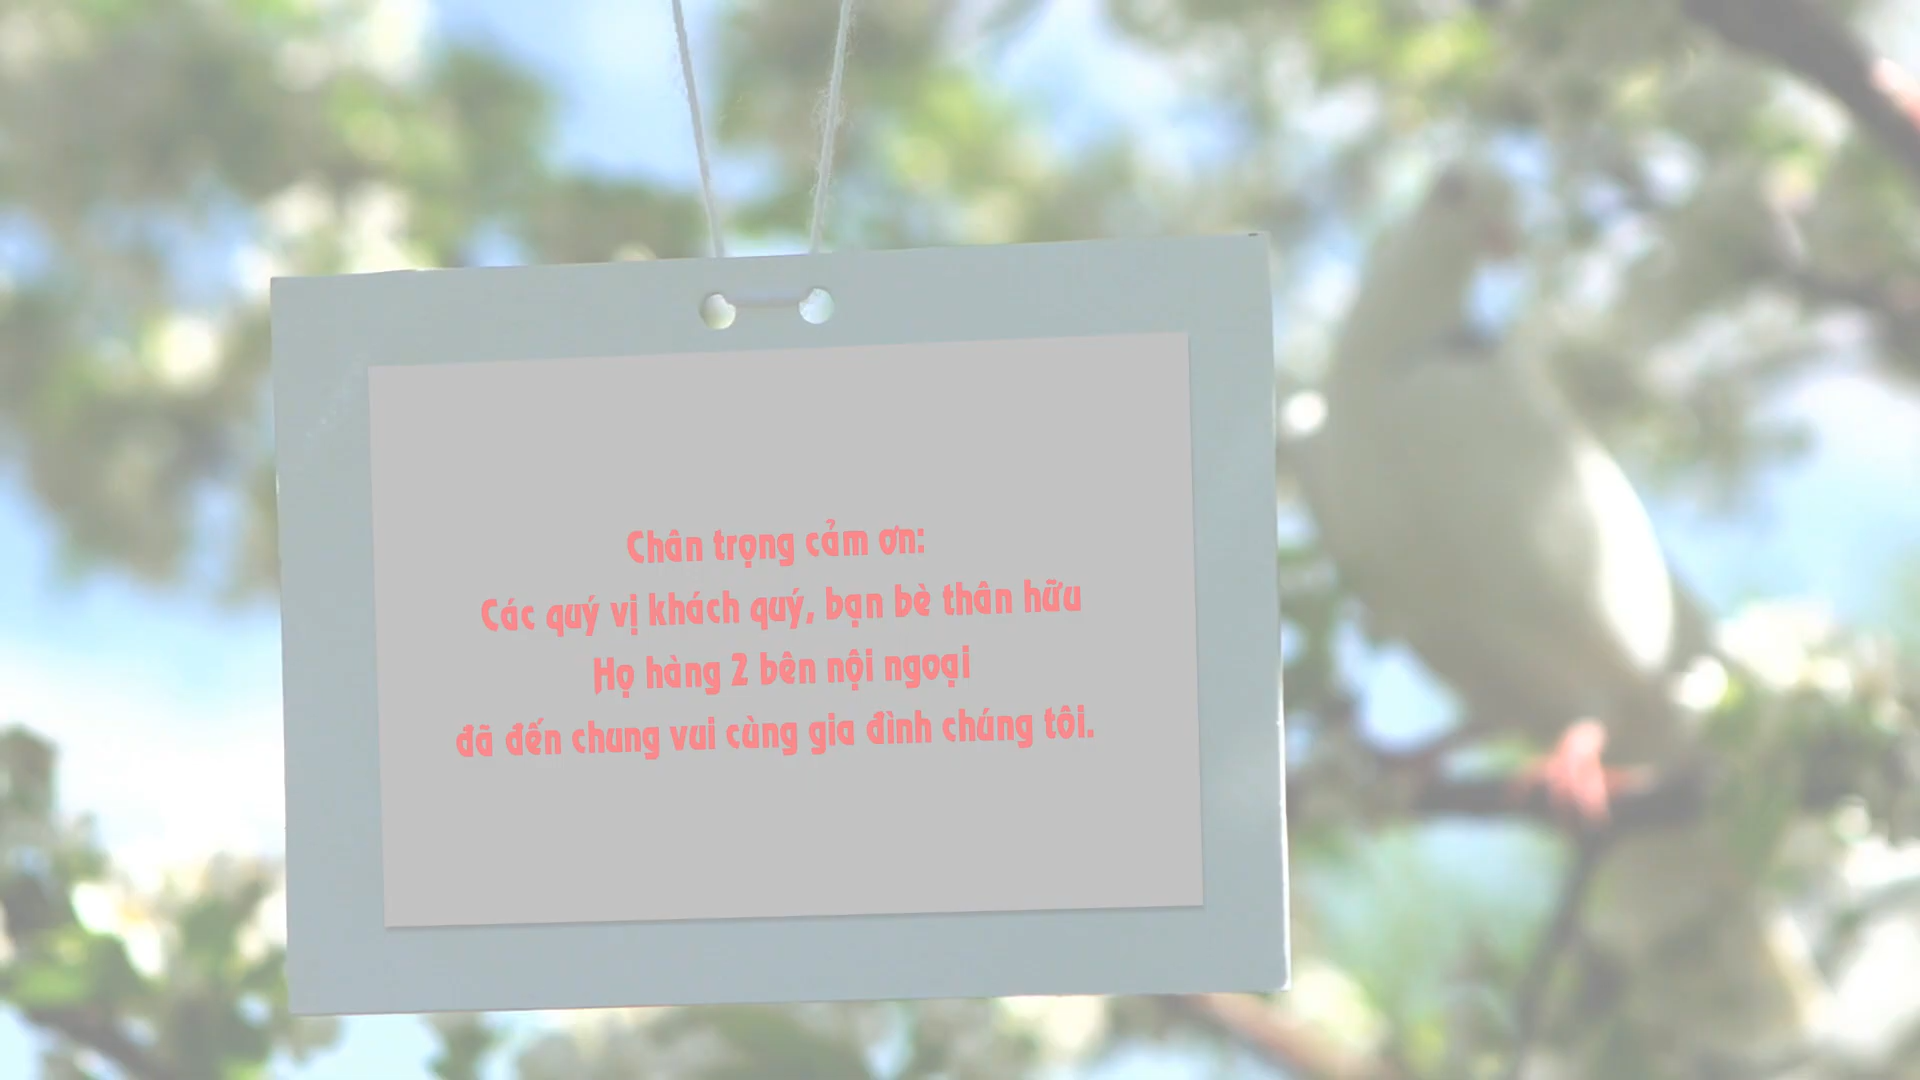 Chân trọng cảm ơn:
Các quý vị khách quý, bạn bè thân hữu
Họ hàng 2 bên nội ngoại
đã đến chung vui cùng gia đình chúng tôi.